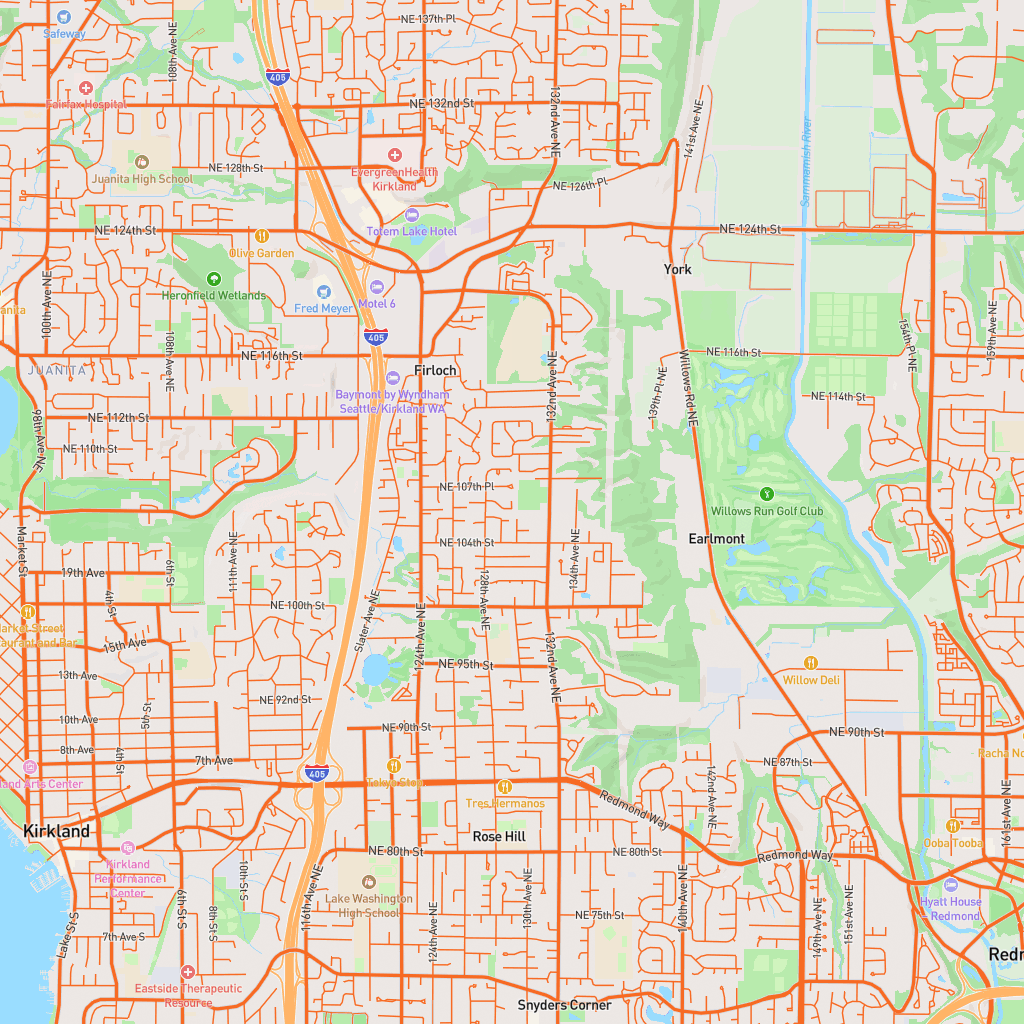 NE 137th Pl
Safeway
108th Ave NE
405
Fairfax Hospital
NE 132nd St
132nd Ave NE
141st Ave NE
Sammamish River
Juanita High School
NE 128th St
EvergreenHealth
Kirkland
NE 126th Pl
Totem Lake Hotel
NE 124th St
NE 124th St
Olive Garden
York
Heronfield Wetlands
Fred Meyer
Motel 6
100th Ave NE
anita
405
108th Ave NE
NE 116th St
NE 116th St
154th Pl NE
159th Ave NE
JUANITA
Firloch
Baymont by Wyndham
Seattle/Kirkland WA
132nd Ave NE
139th Pl NE
Willows Rd NE
NE 114th St
NE 112th St
98th Ave NE
NE 110th St
NE 107th Pl
Willows Run Golf Club
Market St
111th Ave NE
NE 104th St
134th Ave NE
Earlmont
19th Ave
6th St
4th St
128th Ave NE
NE 100th St
Slater Ave NE
124th Ave NE
Market Street
Restaurant and Bar
15th Ave
132nd Ave NE
NE 95th St
13th Ave
Willow Deli
NE 92nd St
10th Ave
5th St
NE 90th St
NE 90th St
8th Ave
4th St
7th Ave
405
Tokyo Stop
NE 87th St
142nd Ave NE
land Arts Center
Tres Hermanos
Redmond Way
161st Ave NE
Kirkland
Rose Hill
Ooba Tooba
Kirkland
Performance
Center
NE 80th St
NE 80th St
Redmond Way
10th St S
116th Ave NE
Lake Washington
High School
130th Ave NE
140th Ave NE
Hyatt House
- Redmond
6th St S
8th St S
124th Ave NE
NE 75th St
149th Ave NE
151st Ave NE
Lake St S
7th Ave S
Redm
Eastside Therapeutic
Resource
Snyders Corner